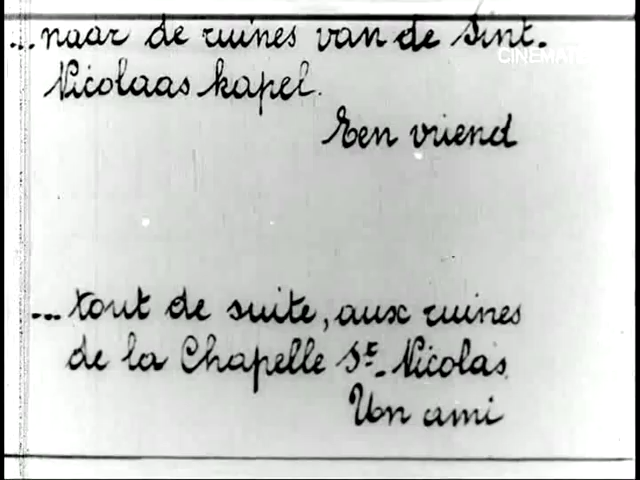 ...naar de ruines van de Sint-
CINEMAT
Nicolaas kapel.
Een vriend
...tout de suite, aux ruines
de la Chapelle St. Nicolas
Un ami